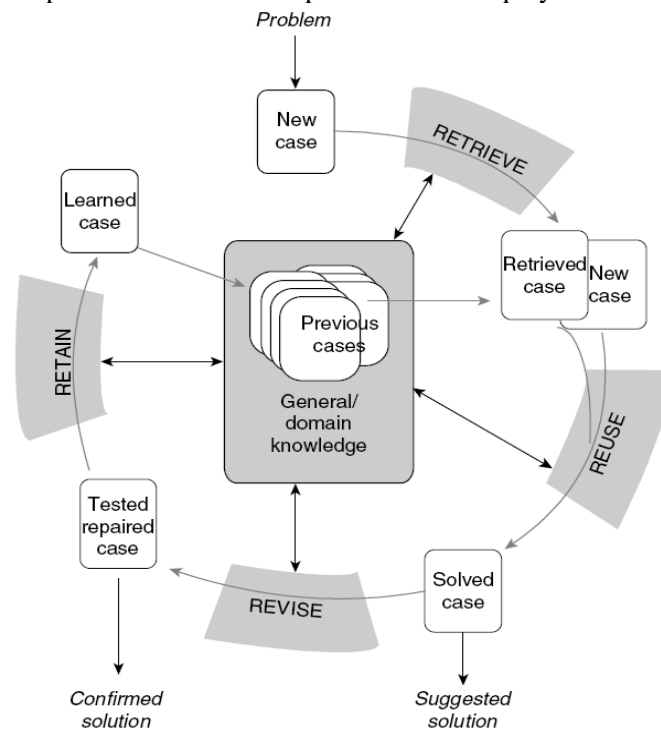 Problem
New
case
RETRIEVE
Learned
case
Retrieved
case
New
case
Previous
cases
RETAIN
General/
domain
knowledge
REUSE
Tested
repaired
case
Solved
case
REVISE
Confirmed
solution
Suggested
solution